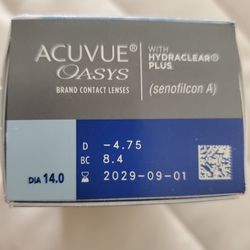 ACUVUE®
OASYS
BRAND CONTACT LENSES
WITH
HYDRACLEAR®
PLUS
(senofilcon A)
D -4.75
BC 8.4
2029-09-01
DIA 14.0